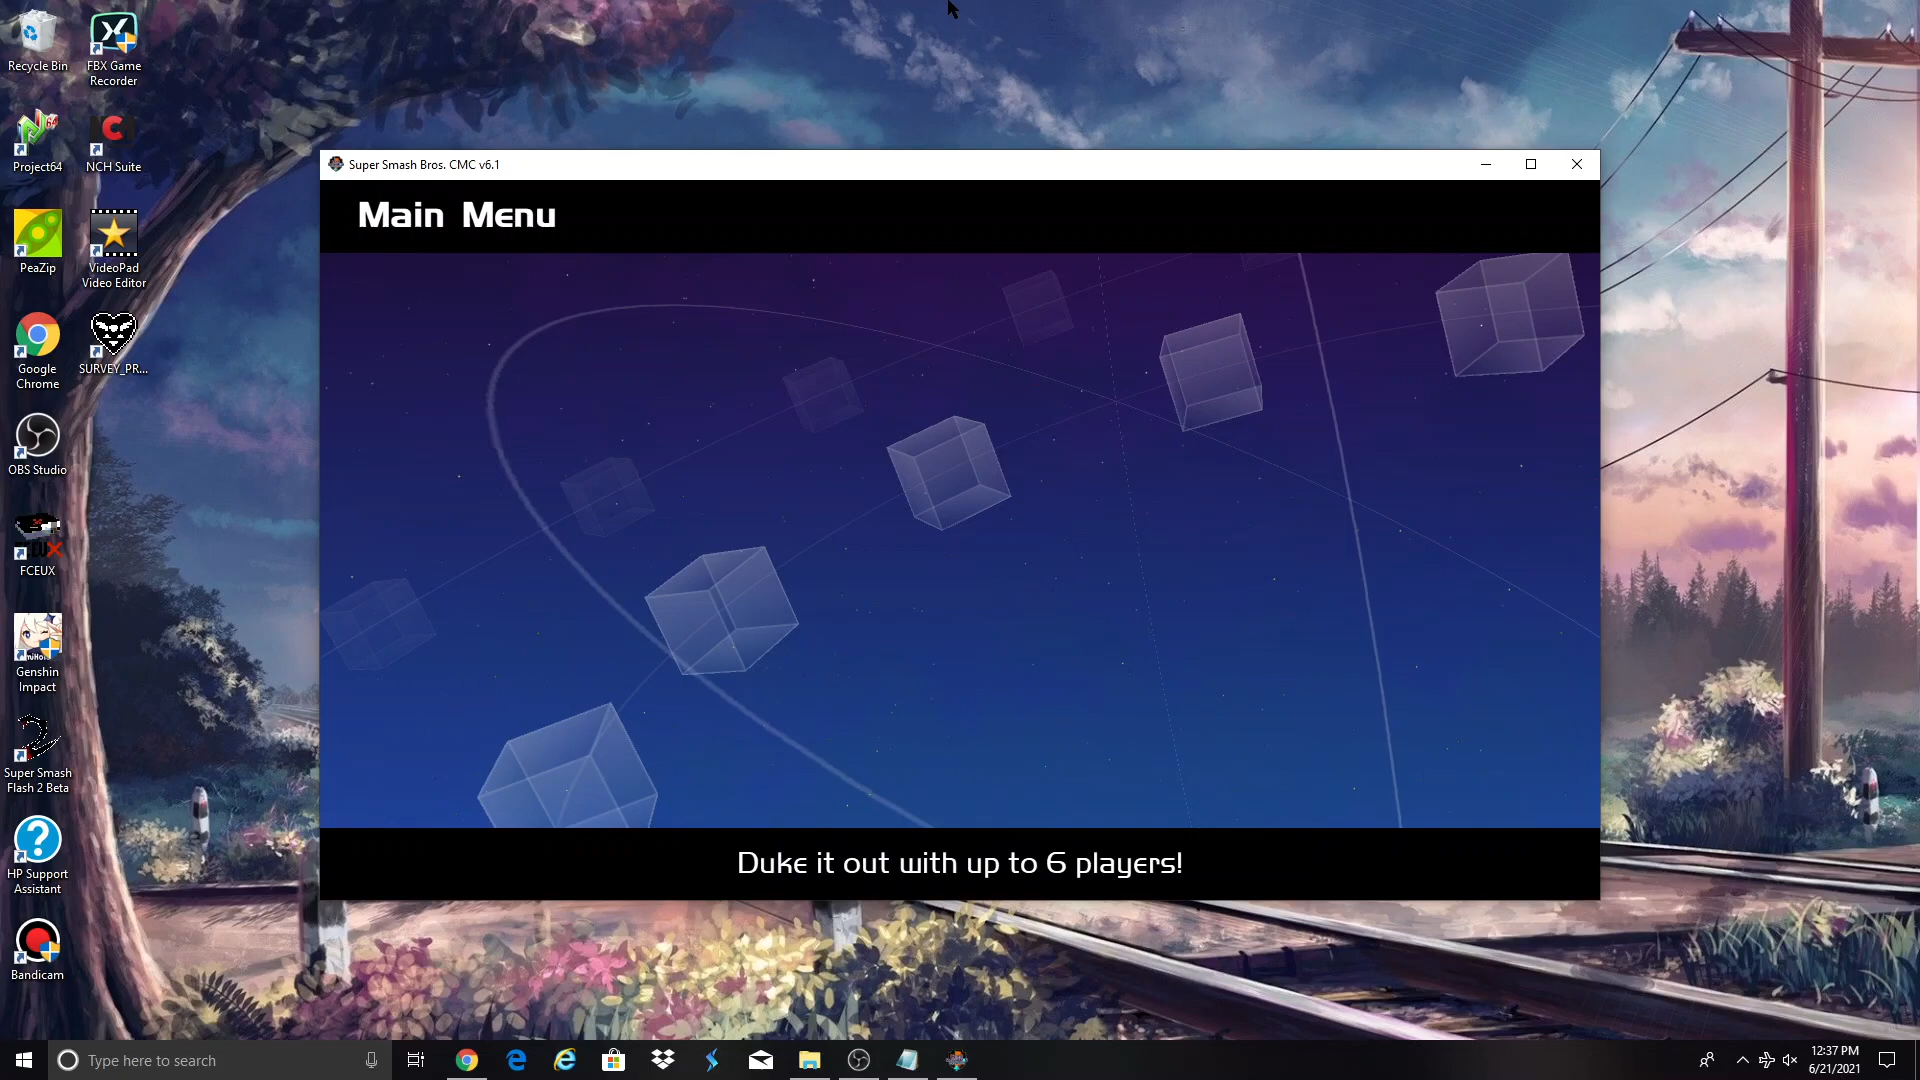 Recycle Bin
FBX Game
Recorder
Project64
NCH Suite
PeaZip
VideoPad
Video Editor
Google
Chrome
SURVEY_PR...
OBS Studio
FCEUX
Genshin
Impact
Super Smash
Flash 2 Beta
HP Support
Assistant
Bandicam
Super Smash Bros. CMC v6.1
Main Menu
Duke it out with up to 6 players!
Type here to search
12:37 PM
6/21/2021